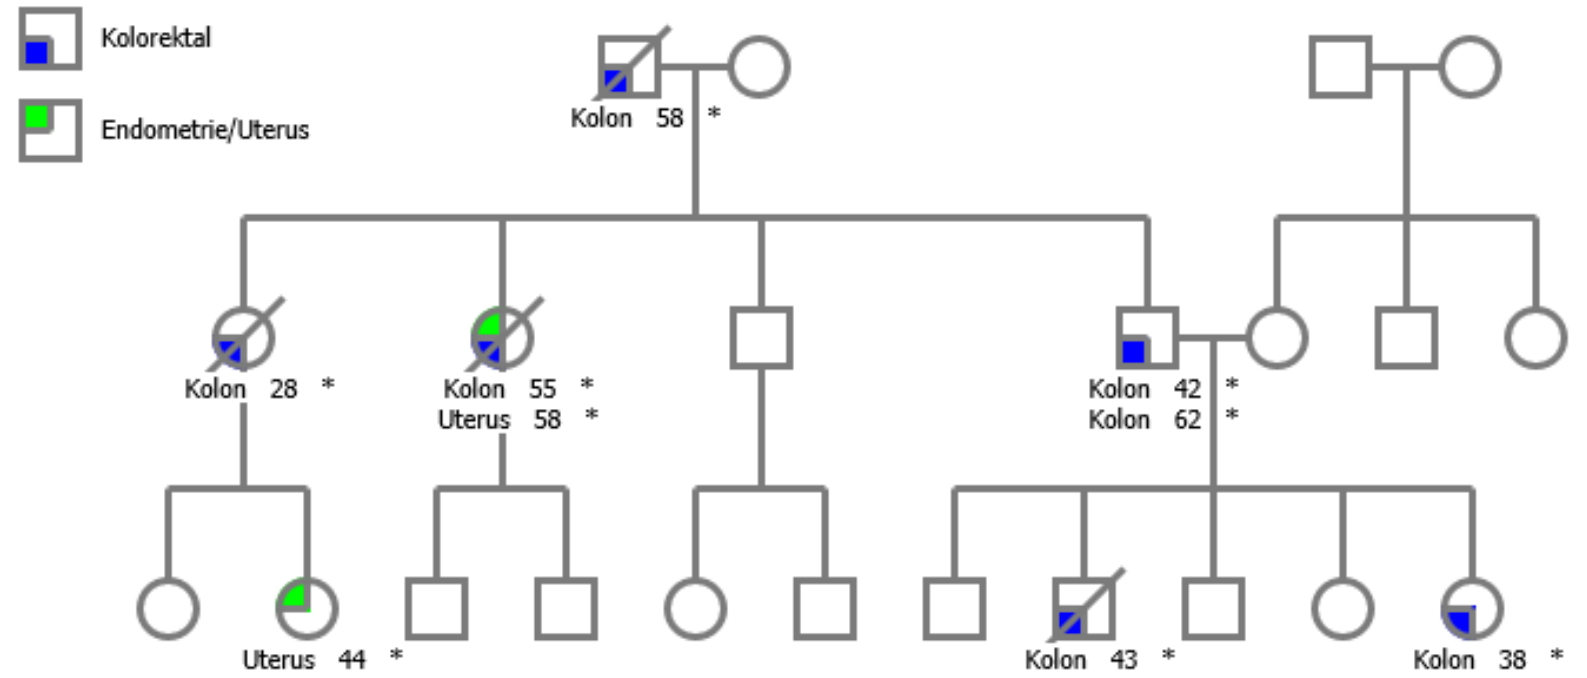 Kolorektal
Endometrie/Uterus
Kolon 58 *
Kolon 28 *
Kolon 55 *
Uterus 58 *
Kolon 42 *
Kolon 62 *
Uterus 44 *
Kolon 43 *
Kolon 38 *